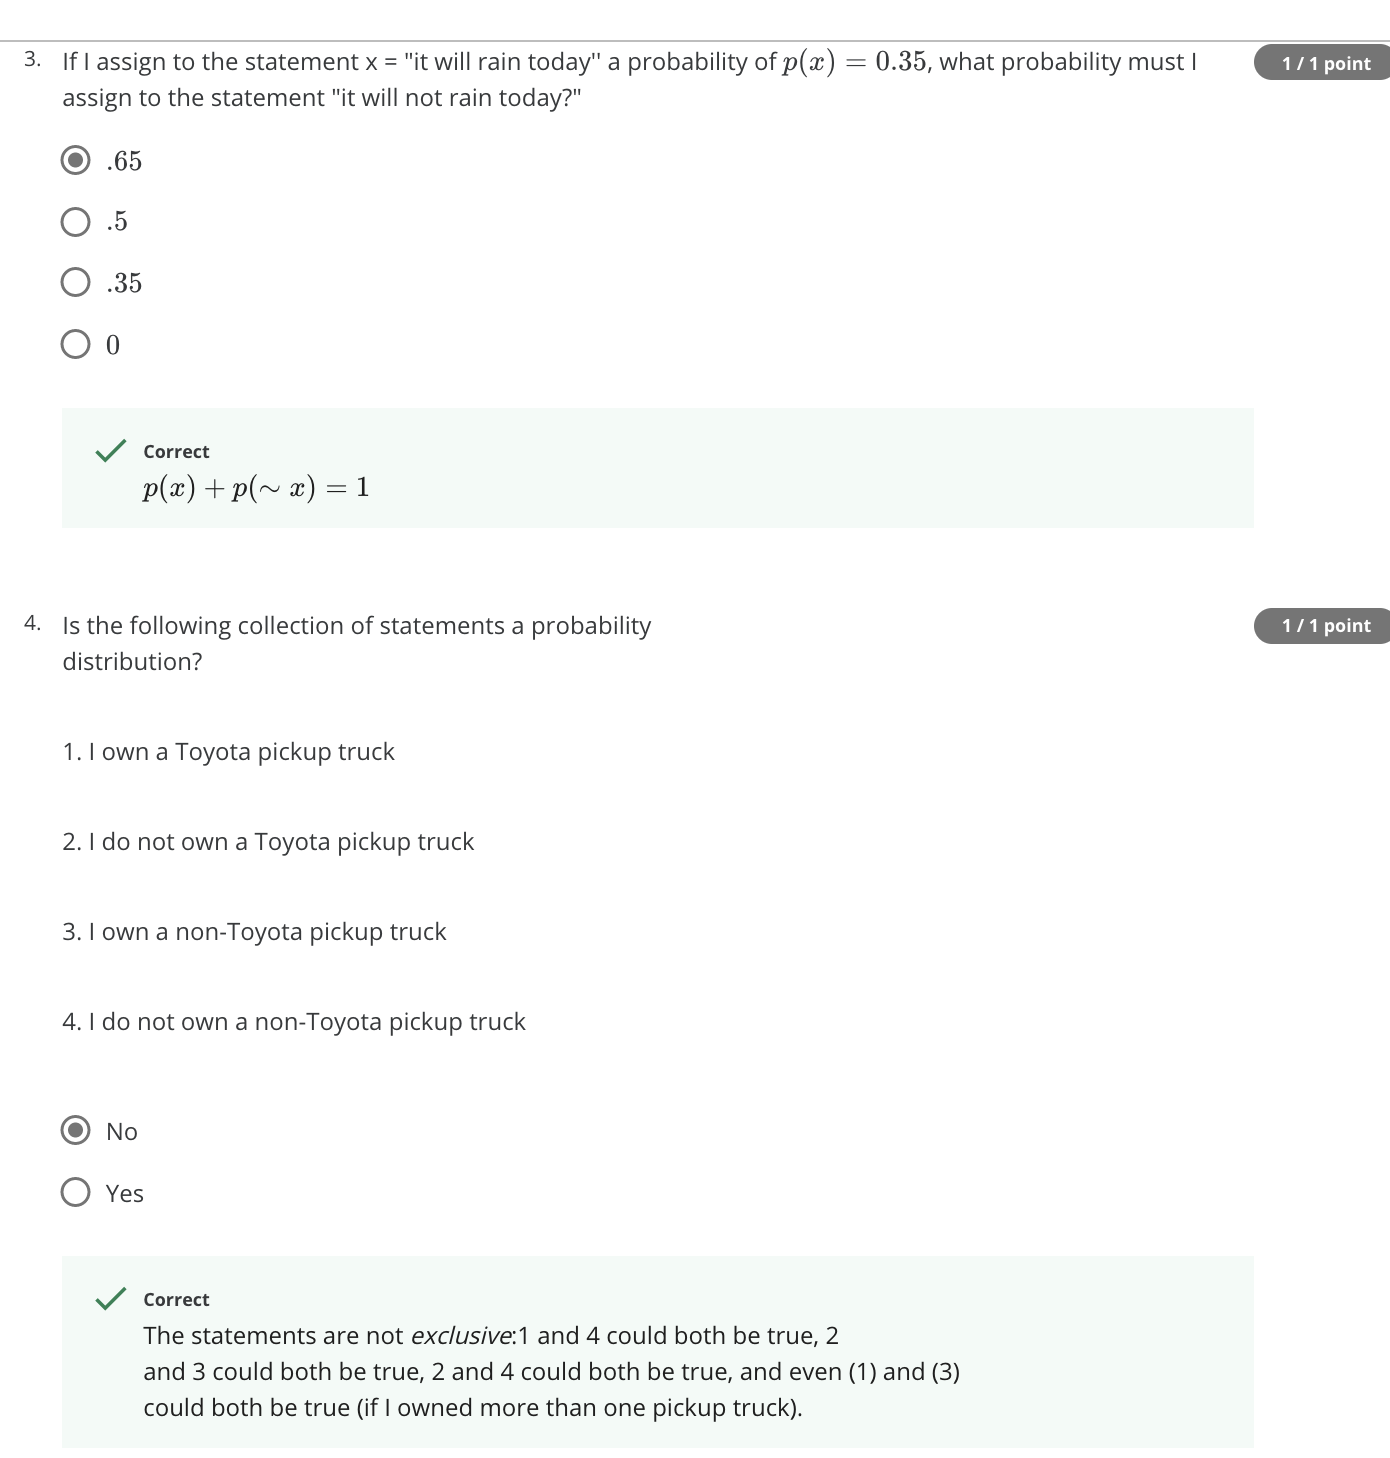 3. If I assign to the statement x = "it will rain today'' a probability of p(x) = 0.35, what probability must I
assign to the statement "it will not rain today?"
1 / 1 point
.65
.5
.35
0
Correct
p(x) + p(∼ x) = 1
4. Is the following collection of statements a probability
distribution?
1 / 1 point
1. I own a Toyota pickup truck
2. I do not own a Toyota pickup truck
3. I own a non-Toyota pickup truck
4. I do not own a non-Toyota pickup truck
No
Yes
Correct
The statements are not exclusive:1 and 4 could both be true, 2
and 3 could both be true, 2 and 4 could both be true, and even (1) and (3)
could both be true (if I owned more than one pickup truck).